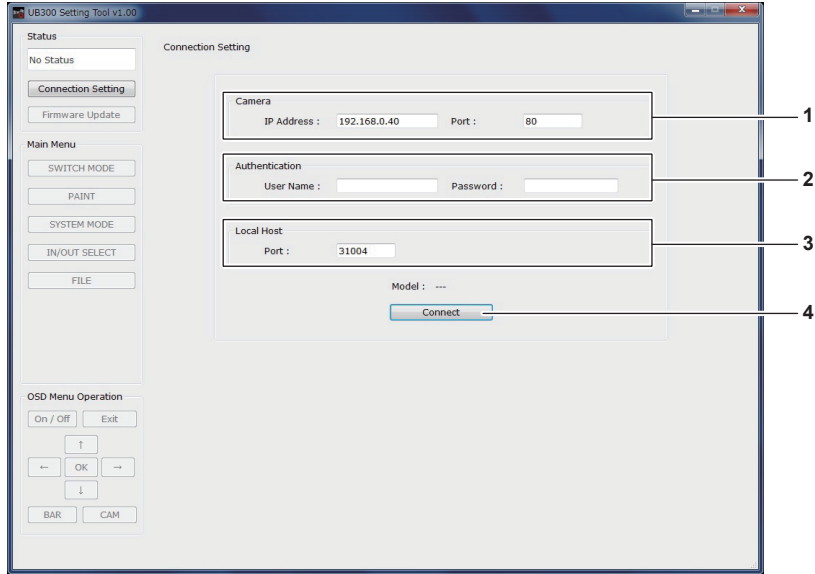 UB300 Setting Tool v1.00
Status
No Status
Connection Setting
Firmware Update
Main Menu
SWITCH MODE
PAINT
SYSTEM MODE
IN/OUT SELECT
FILE
OSD Menu Operation
On / Off Exit
↑
← OK →
↓
BAR CAM
Connection Setting
Camera
IP Address : 192.168.0.40 Port : 80
1
Authentication
User Name : Password :
2
Local Host
Port : 31004
3
Model : ---
Connect
4